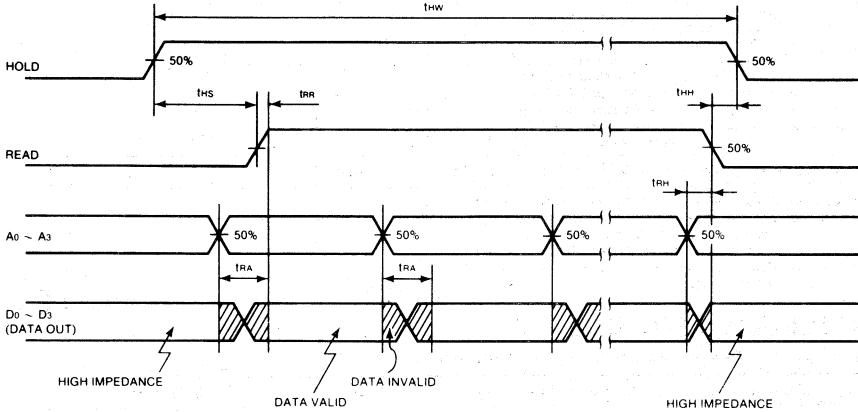 tHW
HOLD
50%
50%
tHS
tRR
tHH
READ
50%
tRH
A0 ~ A3
50%
50%
50%
50%
tRA
tRA
D0 ~ D3
(DATA OUT)
HIGH IMPEDANCE
DATA VALID
DATA INVALID
HIGH IMPEDANCE